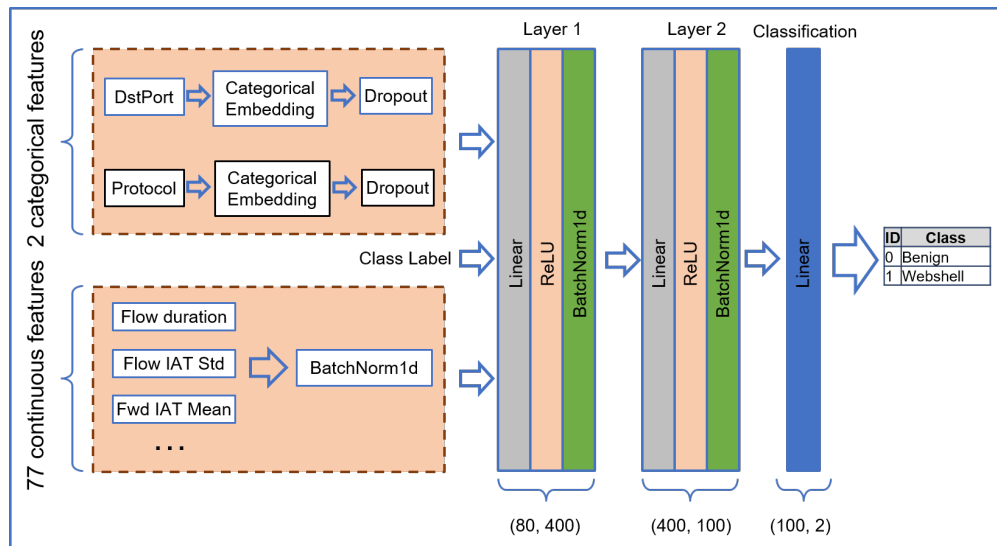 2 categorical features
DstPort
Categorical
Embedding
Dropout
Protocol
Categorical
Embedding
Dropout
Class Label
77 continuous features
Flow duration
Flow IAT Std
Fwd IAT Mean
...
BatchNorm1d
Layer 1
Linear
ReLU
BatchNorm1d
(80, 400)
Layer 2
Linear
ReLU
BatchNorm1d
(400, 100)
Classification
Linear
(100, 2)
ID Class
0 Benign
1 Webshell